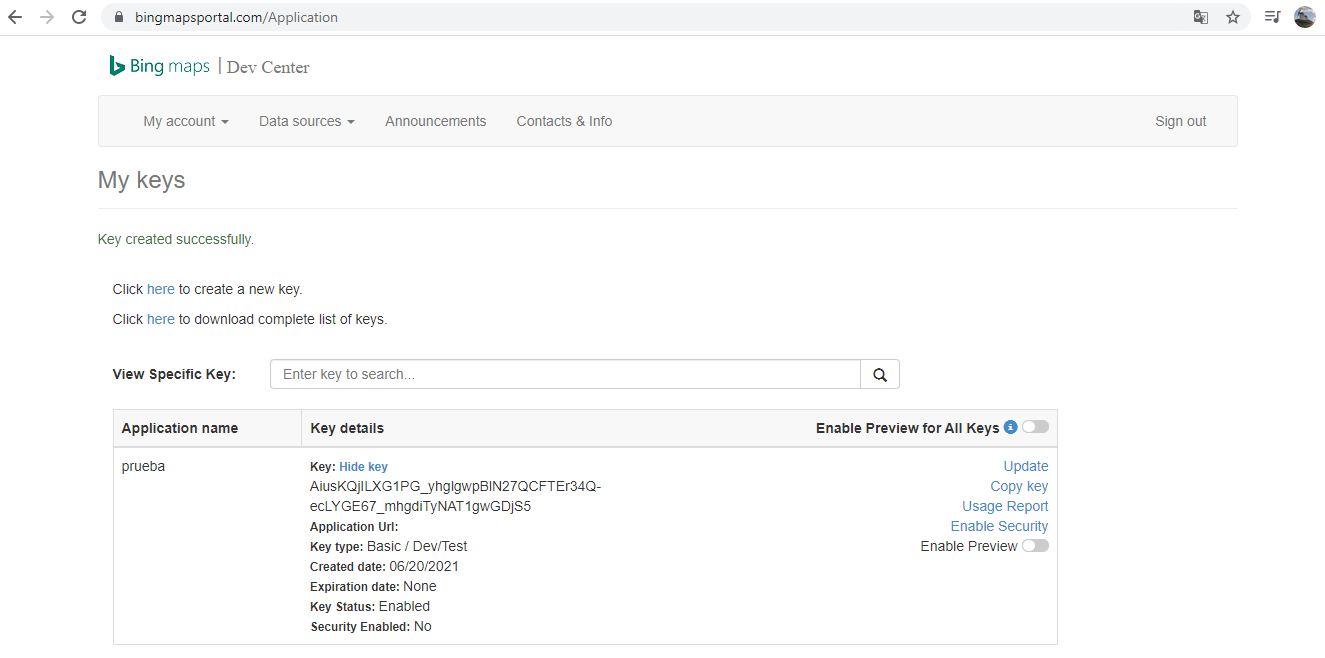 bingmapsportal.com/Application
Bing maps | Dev Center
My account Data sources Announcements Contacts & Info Sign out
My keys
Key created successfully.
Click here to create a new key.
Click here to download complete list of keys.
View Specific Key: Enter key to search...
Application name Key details Enable Preview for All Keys
prueba Key: Hide key Update
AiusKQjILXG1PG_yhglgwpBIN27QCFTEr34Q- Copy key
ecLYGE67_mhgdiTyNAT1gwGDjS5 Usage Report
Application Url: Enable Security
Key type: Basic / Dev/Test Enable Preview
Created date: 06/20/2021
Expiration date: None
Key Status: Enabled
Security Enabled: No